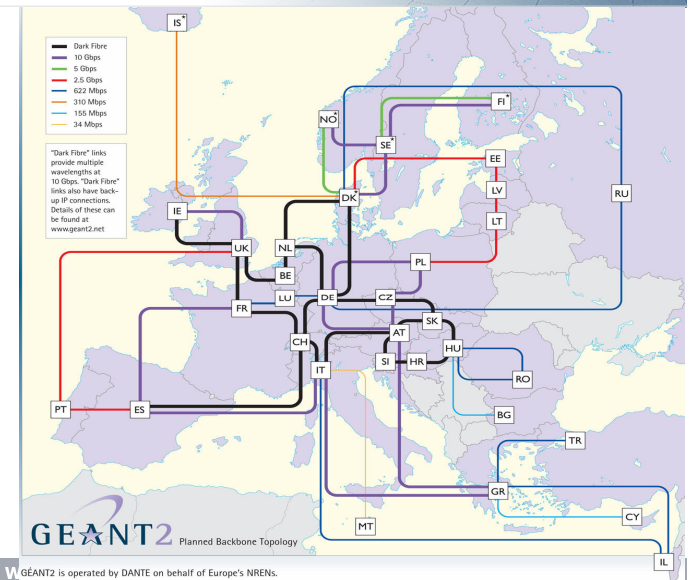 IS*
Dark Fibre
10 Gbps
5 Gbps
2.5 Gbps
622 Mbps
310 Mbps
155 Mbps
34 Mbps
"Dark Fibre" links
provide multiple
wavelengths at
10 Gbps. "Dark Fibre"
links also have back-
up IP connections.
Details of these can
be found at
www.geant2.net
FI*
NO*
SE*
EE
LV
RU
DK*
IE
LT
UK
NL
PL
BE
LU
DE
CZ
FR
SK
AT
CH
HU
SI
HR
IT
RO
PT
ES
BG
TR
GR
CY
MT
IL
GEANT2 Planned Backbone Topology
W
GÉANT2 is operated by DANTE on behalf of Europe's NRENs.